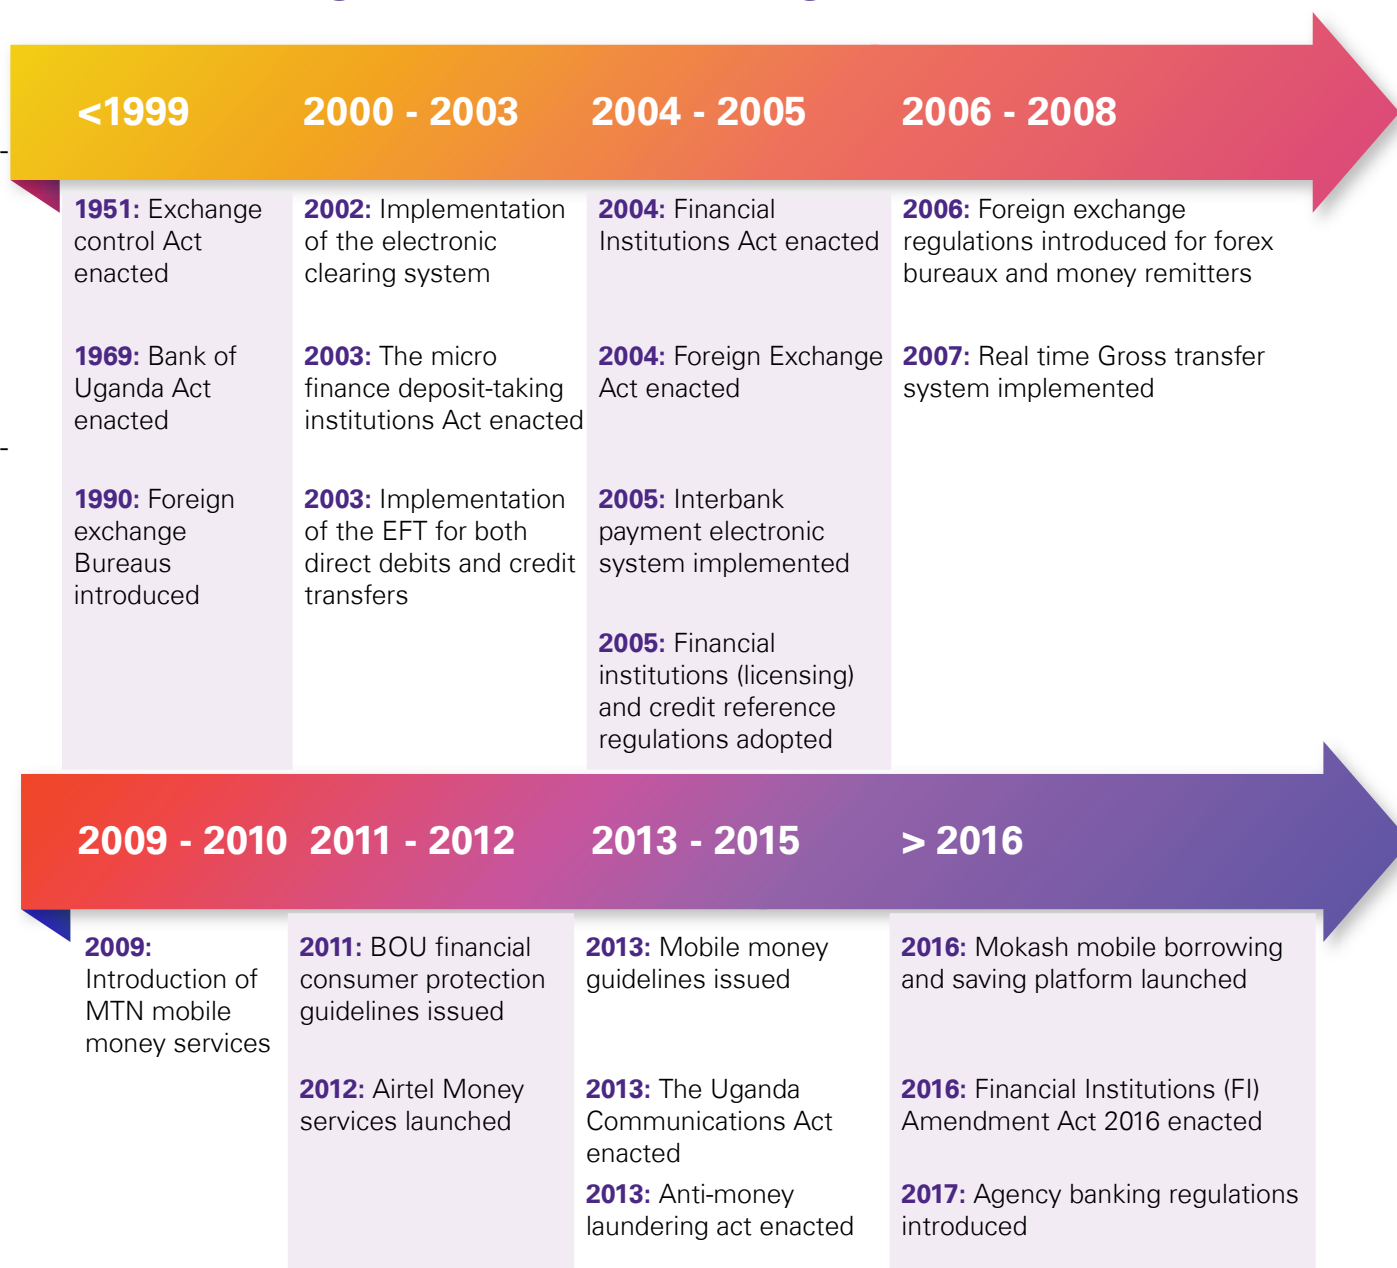 <1999
2000 - 2003
2004 - 2005
2006 - 2008
1951: Exchange
control Act
enacted
1969: Bank of
Uganda Act
enacted
1990: Foreign
exchange
Bureaus
introduced
2002: Implementation
of the electronic
clearing system
2003: The micro
finance deposit-taking
institutions Act enacted
2003: Implementation
of the EFT for both
direct debits and credit
transfers
2004: Financial
Institutions Act enacted
2004: Foreign Exchange
Act enacted
2005: Interbank
payment electronic
system implemented
2005: Financial
institutions (licensing)
and credit reference
regulations adopted
2006: Foreign exchange
regulations introduced for forex
bureaux and money remitters
2007: Real time Gross transfer
system implemented
2009 - 2010
2011 - 2012
2013 - 2015
> 2016
2009:
Introduction of
MTN mobile
money services
2011: BOU financial
consumer protection
guidelines issued
2012: Airtel Money
services launched
2013: Mobile money
guidelines issued
2013: The Uganda
Communications Act
enacted
2013: Anti-money
laundering act enacted
2016: Mokash mobile borrowing
and saving platform launched
2016: Financial Institutions (FI)
Amendment Act 2016 enacted
2017: Agency banking regulations
introduced